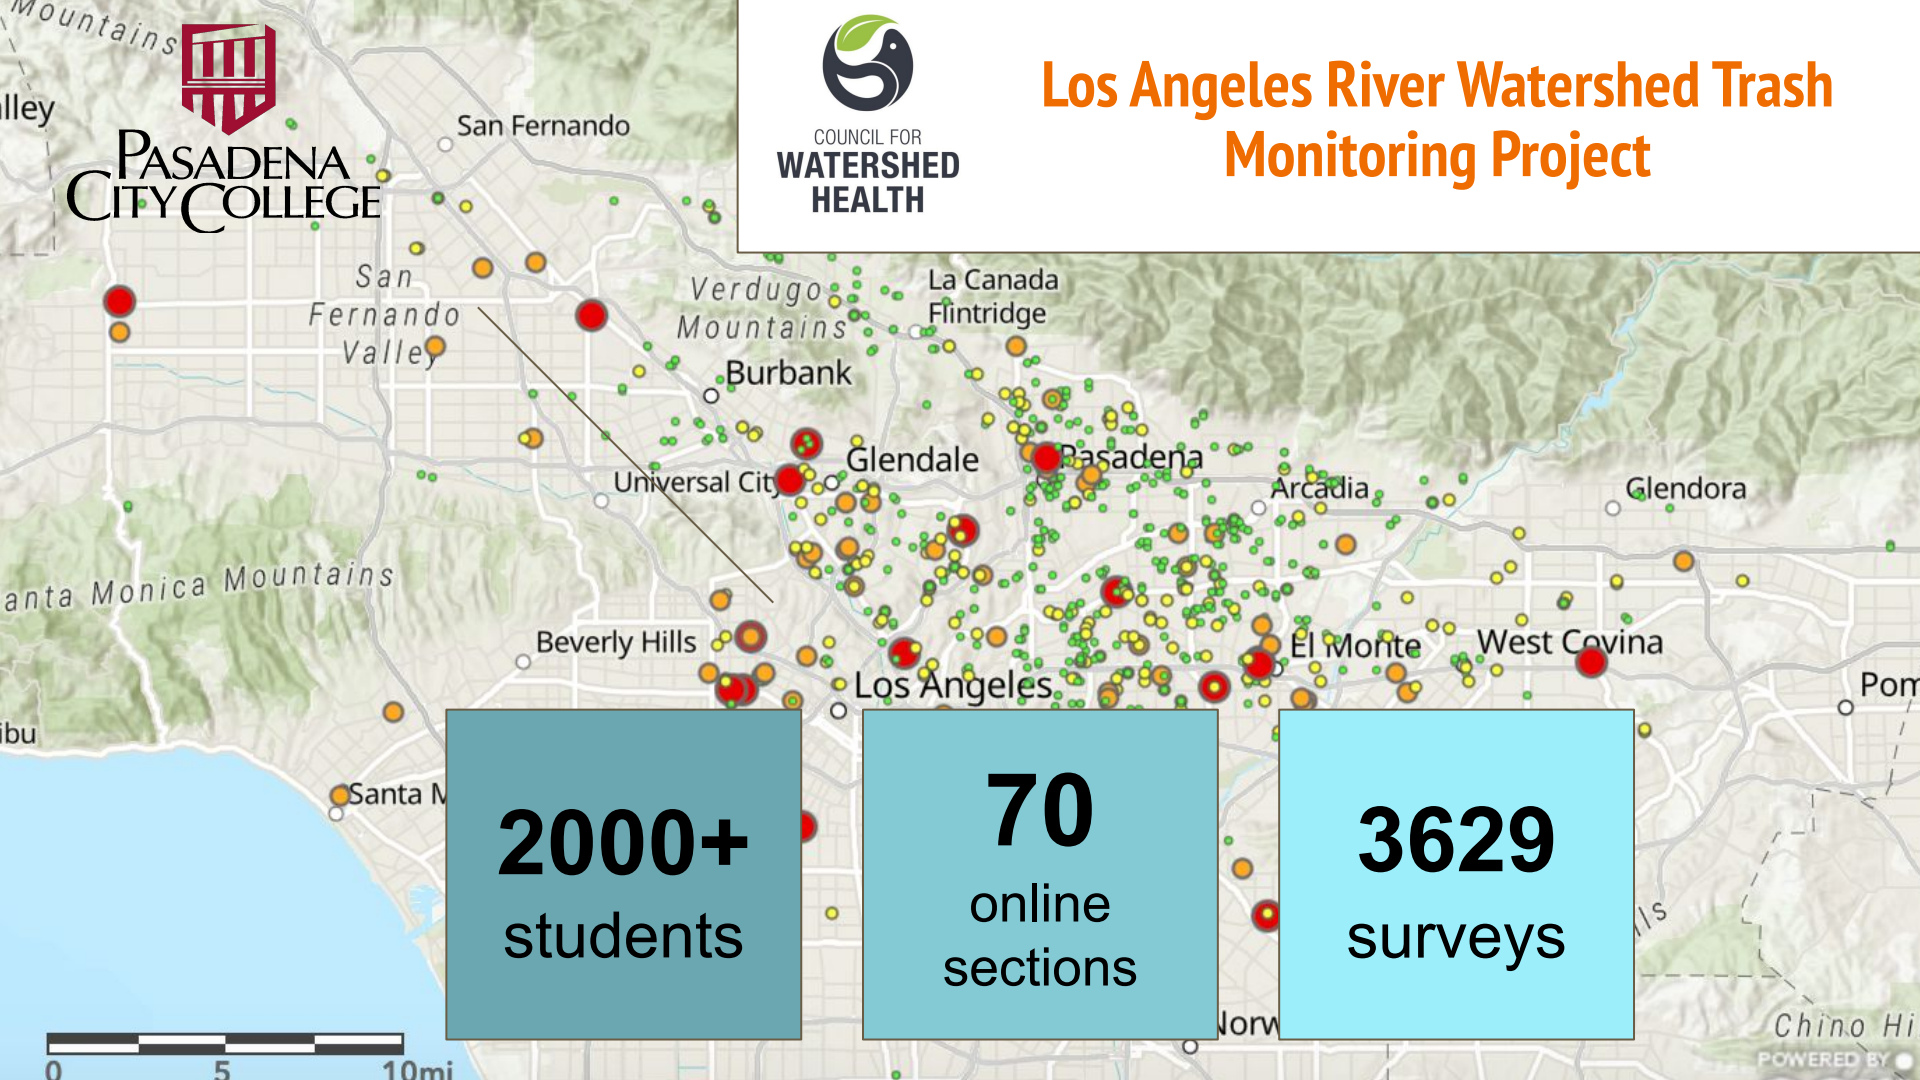 Mountains
PASADENA
CITY COLLEGE
COUNCIL FOR
WATERSHED
HEALTH
Los Angeles River Watershed Trash
Monitoring Project
lley
San Fernando
San
Fernando
Valley
Verdugo
Mountains
La Canada
Flintridge
Burbank
Glendale
Pasadena
Universal City
Arcadia
Glendora
anta Monica Mountains
Beverly Hills
El Monte
West Covina
Los Angeles
Pom
ibu
Santa M
2000+
students
70
online
sections
3629
surveys
lls
Norw
Chino Hi
0 5 10mi
POWERED BY